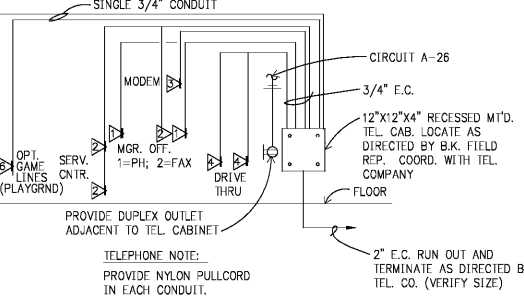 SINGLE 3/4" CONDUIT
CIRCUIT A-26
MODEM
3
3/4" E.C.
12"X12"X4" RECESSED MT'D.
TEL. CAB. LOCATE AS
DIRECTED BY B.K. FIELD
REP. COORD. WITH TEL.
COMPANY
1
2
1
2
MGR. OFF.
1=PH; 2=FAX
6
OPT.
GAME
LINES
(PLAYGRND)
SERV.
CNTR.
2
4
4
DRIVE
THRU
FLOOR
PROVIDE DUPLEX OUTLET
ADJACENT TO TEL. CABINET
TELEPHONE NOTE:
PROVIDE NYLON PULLCORD
IN EACH CONDUIT.
2" E.C. RUN OUT AND
TERMINATE AS DIRECTED B
TEL. CO. (VERIFY SIZE)